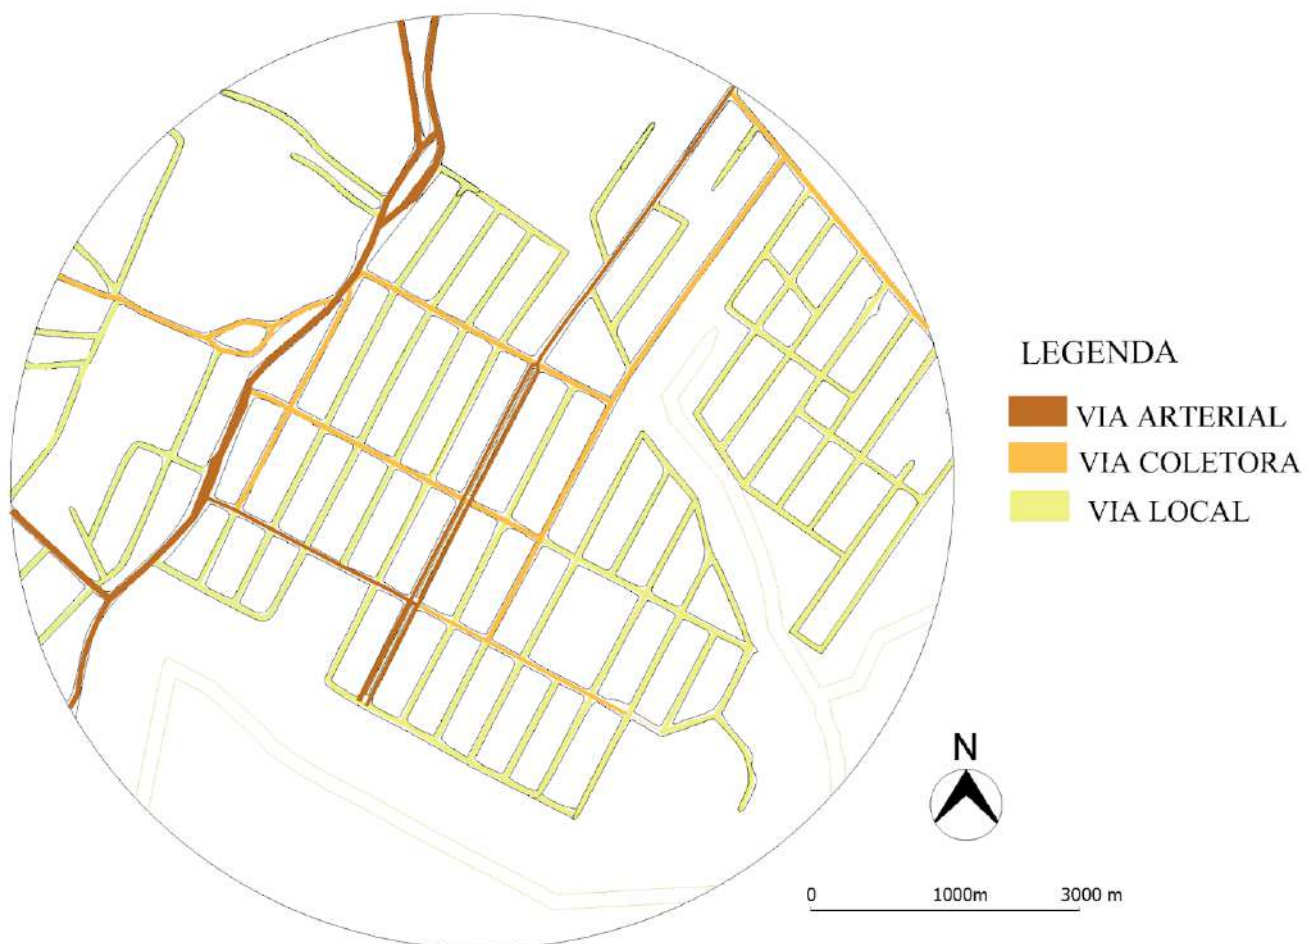 LEGENDA
VIA ARTERIAL
VIA COLETORA
VIA LOCAL
N
0 1000m 3000 m